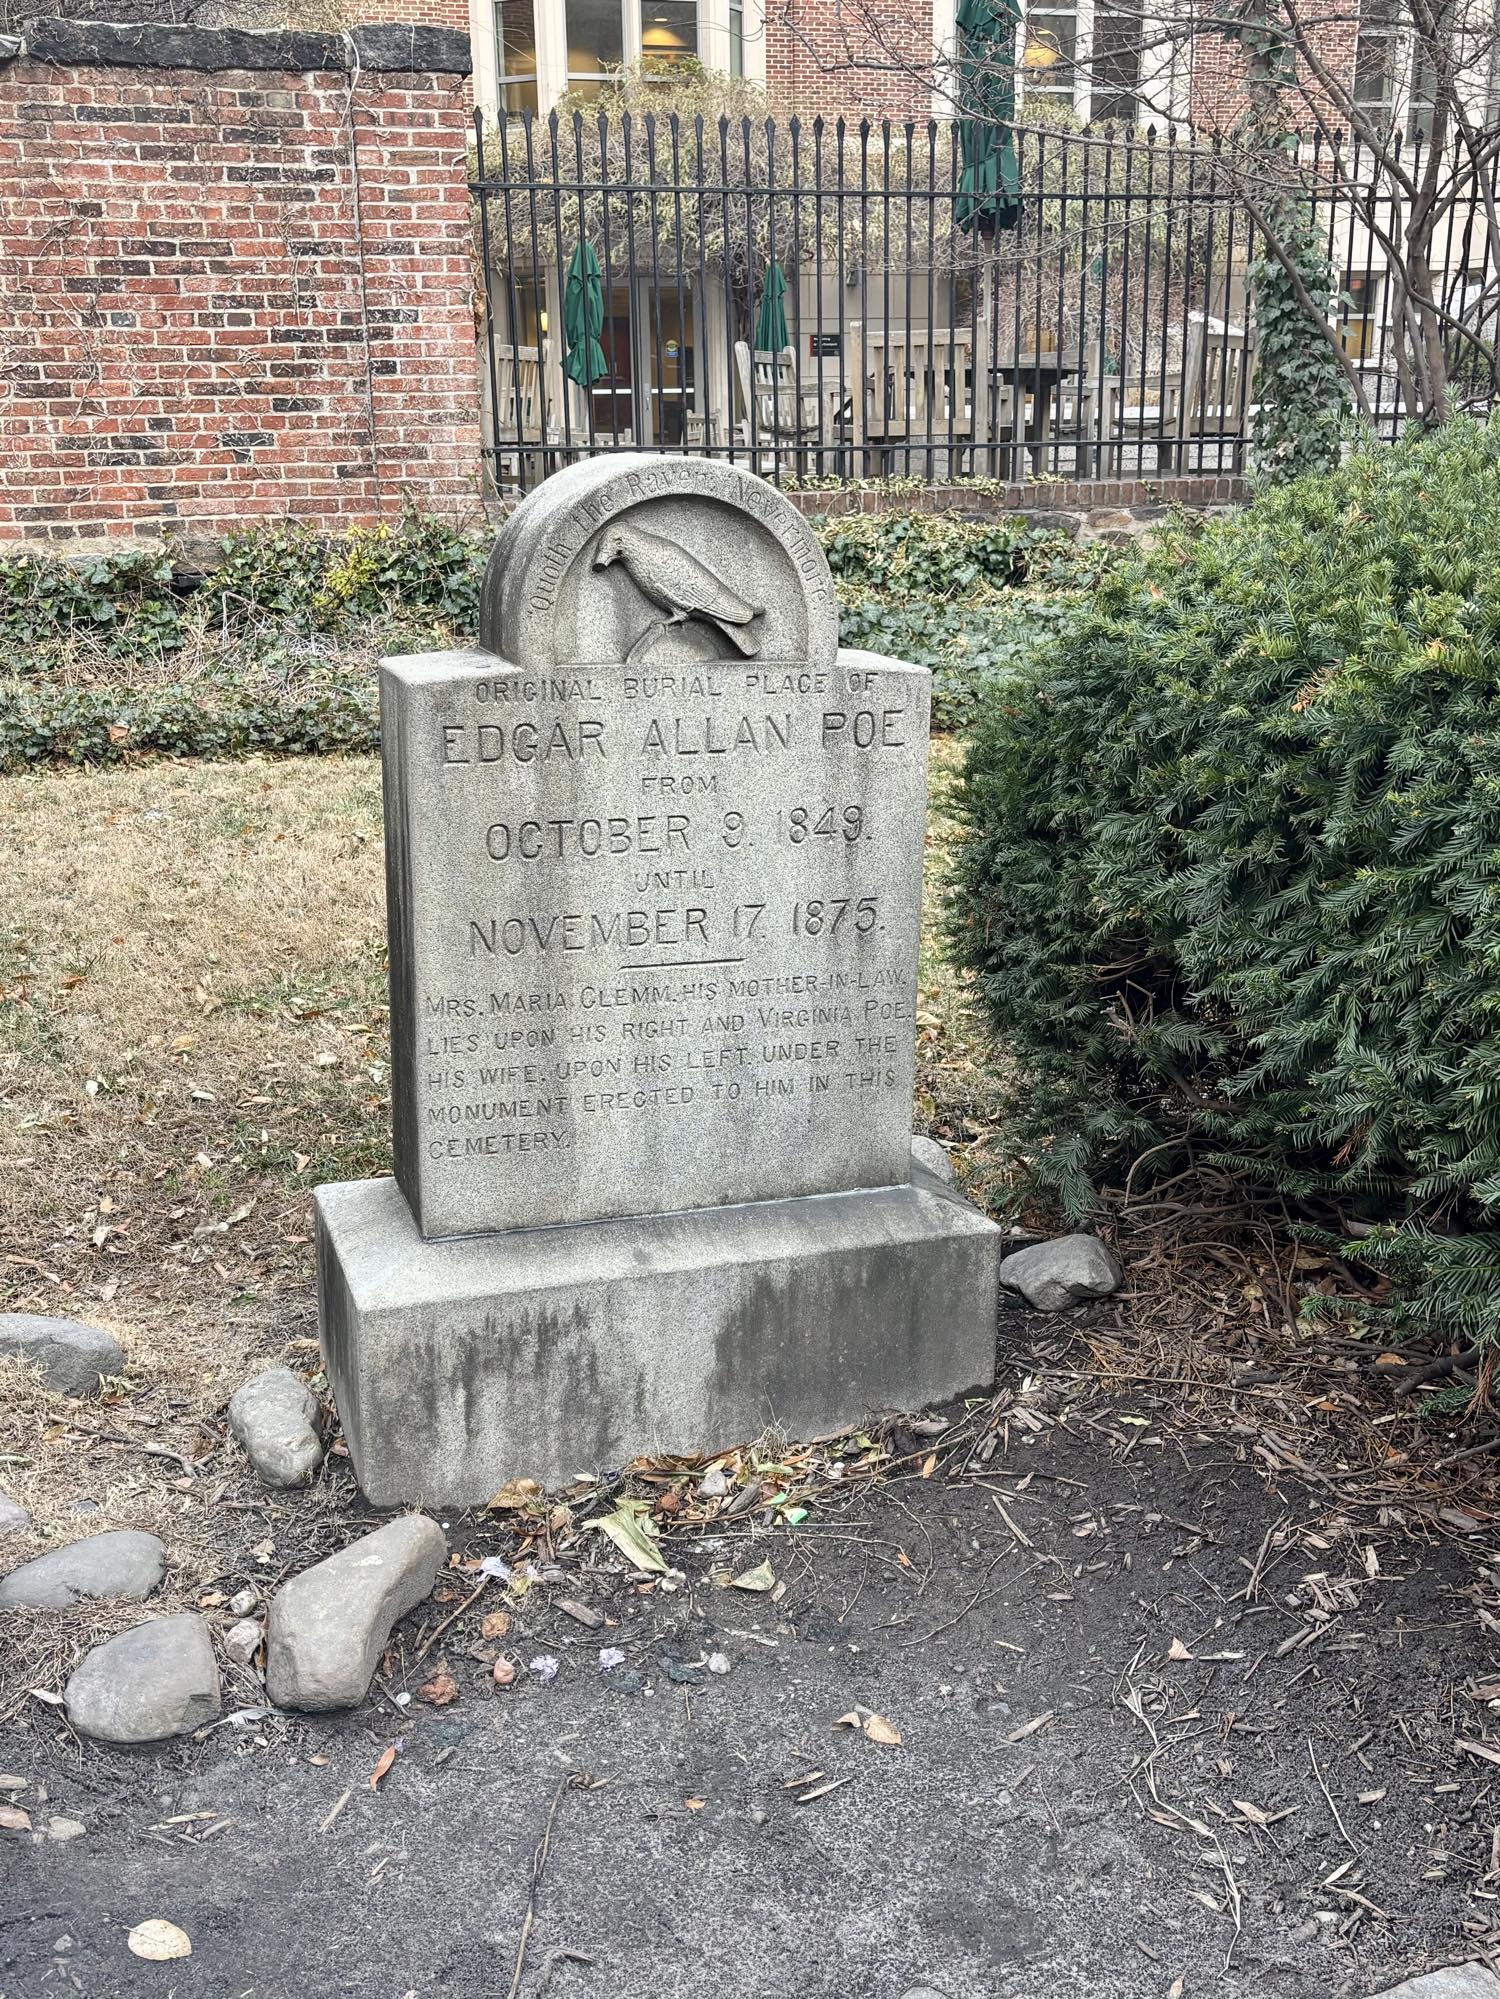 "Quoth the Raven, Nevermore."
ORIGINAL BURIAL PLACE OF
EDGAR ALLAN POE
FROM
OCTOBER 9, 1849.
UNTIL
NOVEMBER 17, 1875.
MRS. MARIA CLEMM, HIS MOTHER-IN-LAW,
LIES UPON HIS RIGHT AND VIRGINIA POE,
HIS WIFE, UPON HIS LEFT, UNDER THE
MONUMENT ERECTED TO HIM IN THIS
CEMETERY.